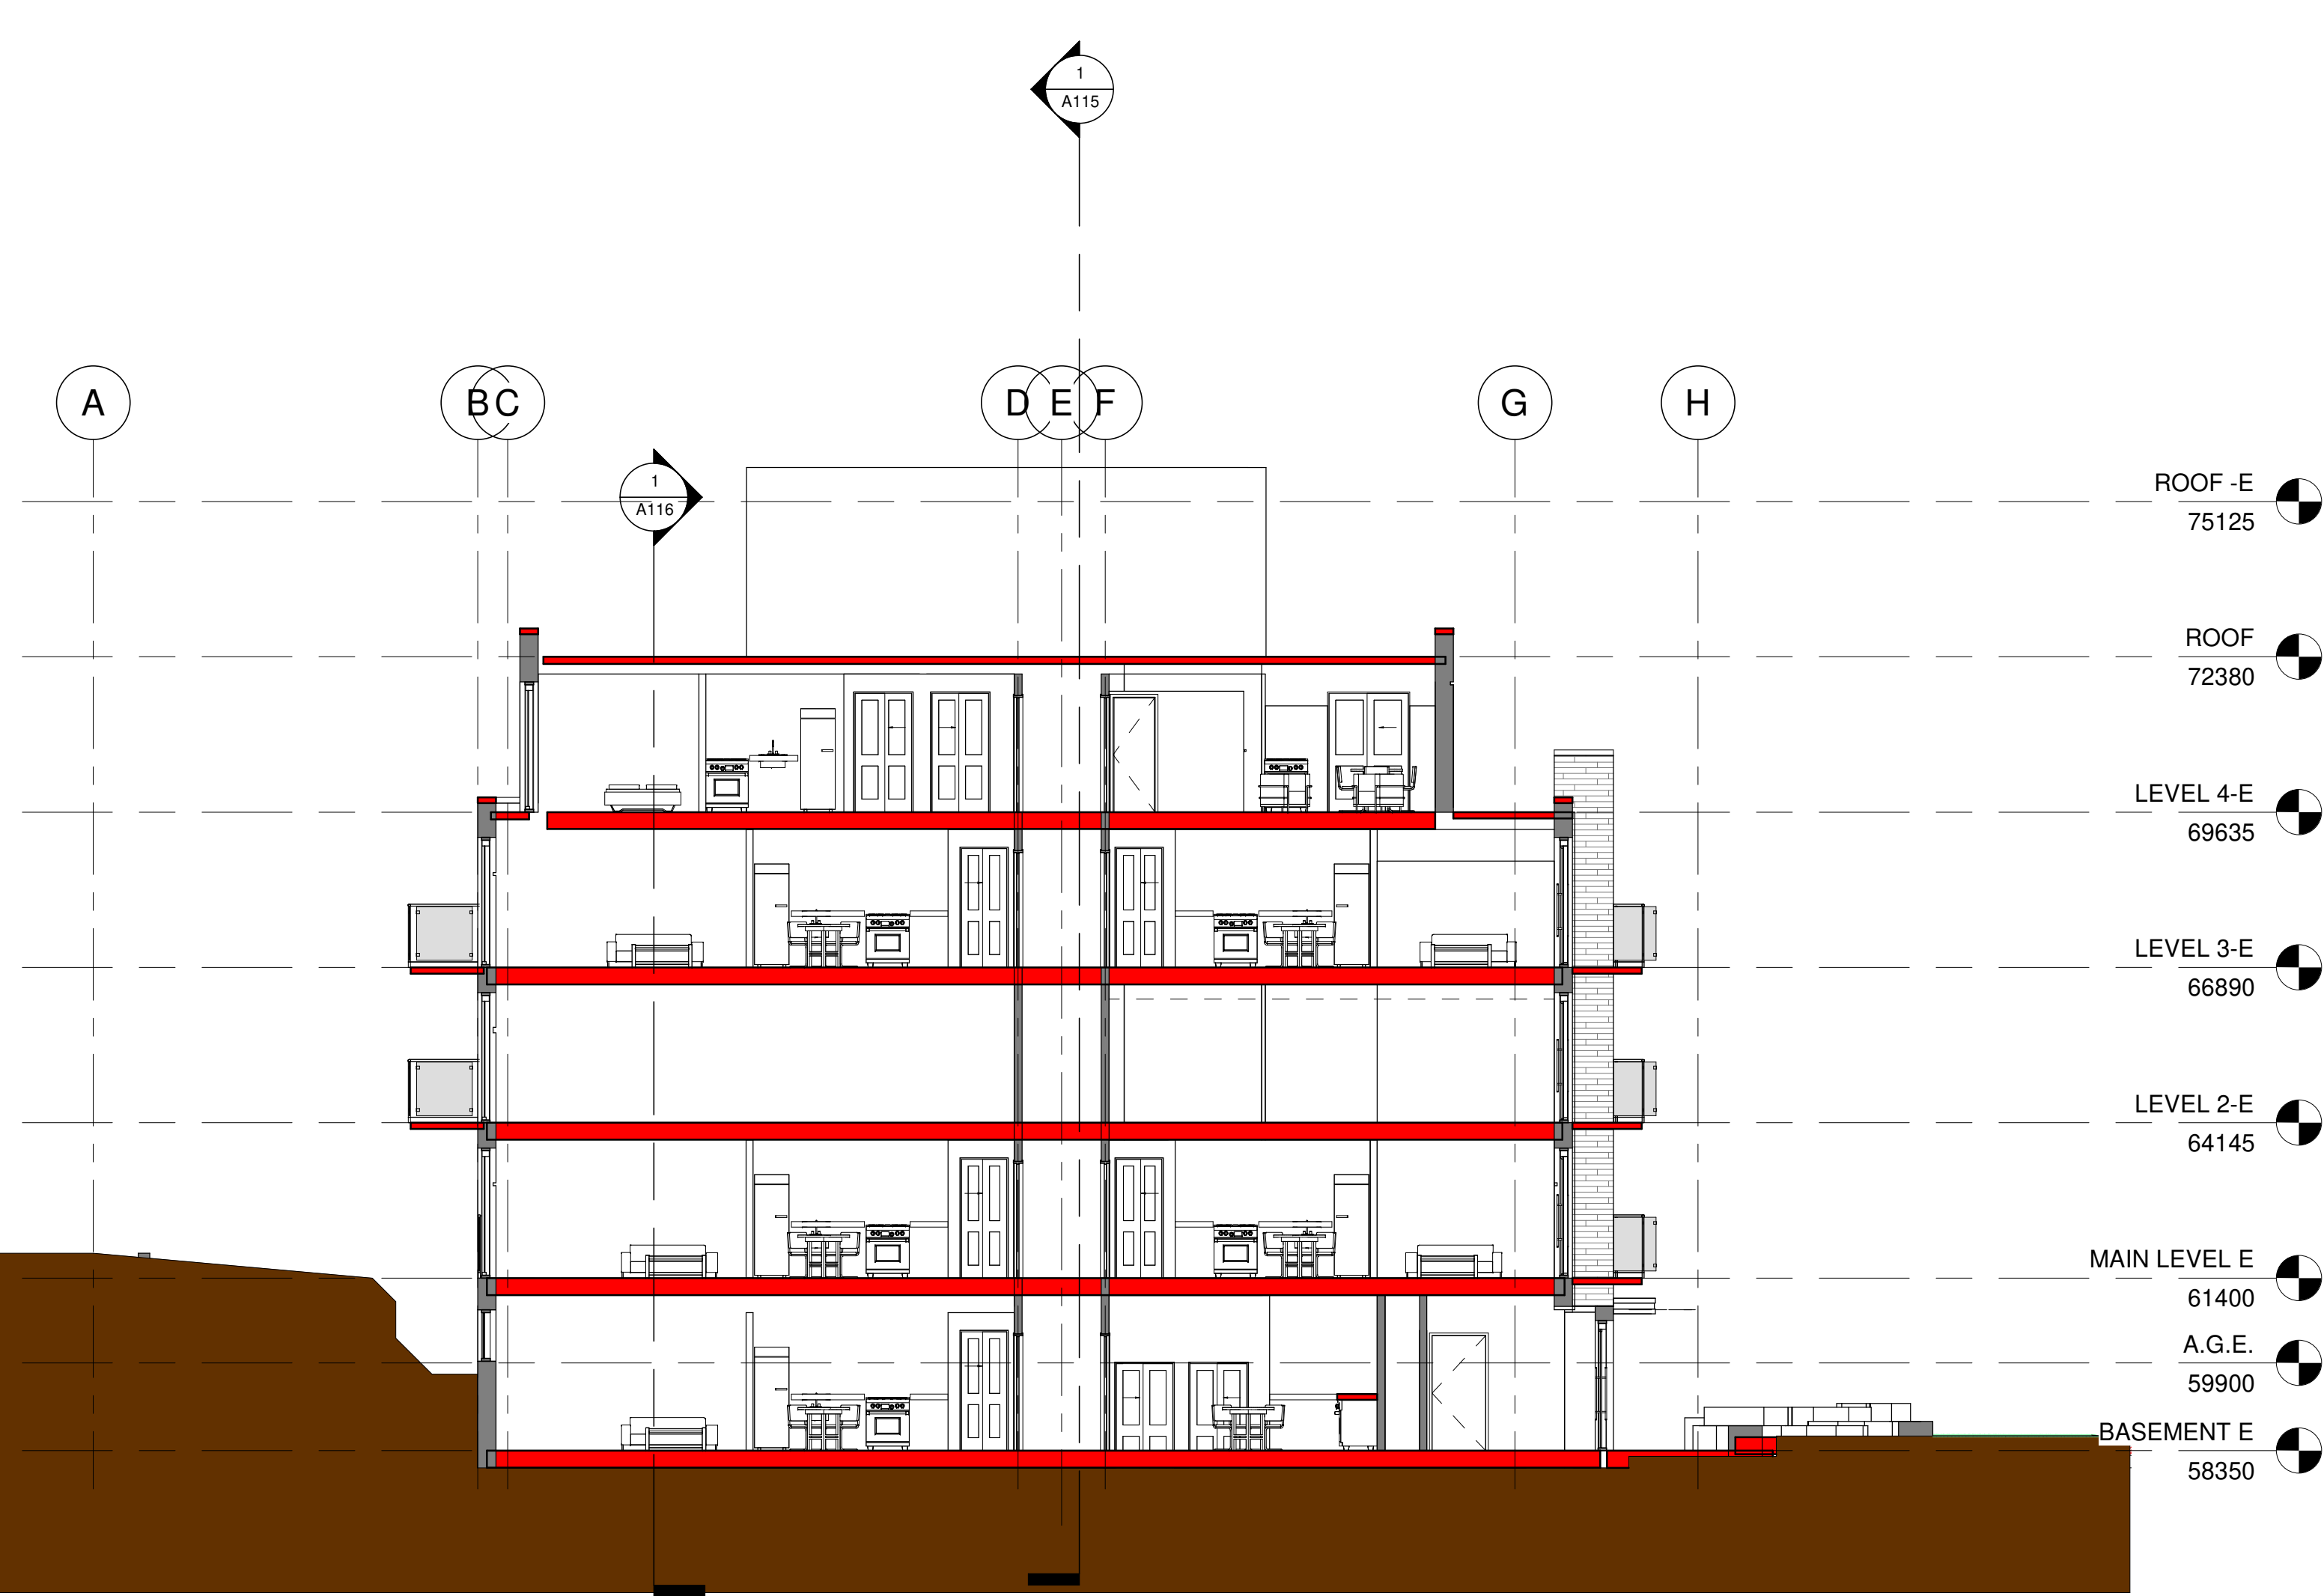 1
A115
A
B
C
D
E
F
G
H
1
A116
ROOF -E
75125
ROOF
72380
LEVEL 4-E
69635
LEVEL 3-E
66890
LEVEL 2-E
64145
MAIN LEVEL E
61400
A.G.E.
59900
BASEMENT E
58350